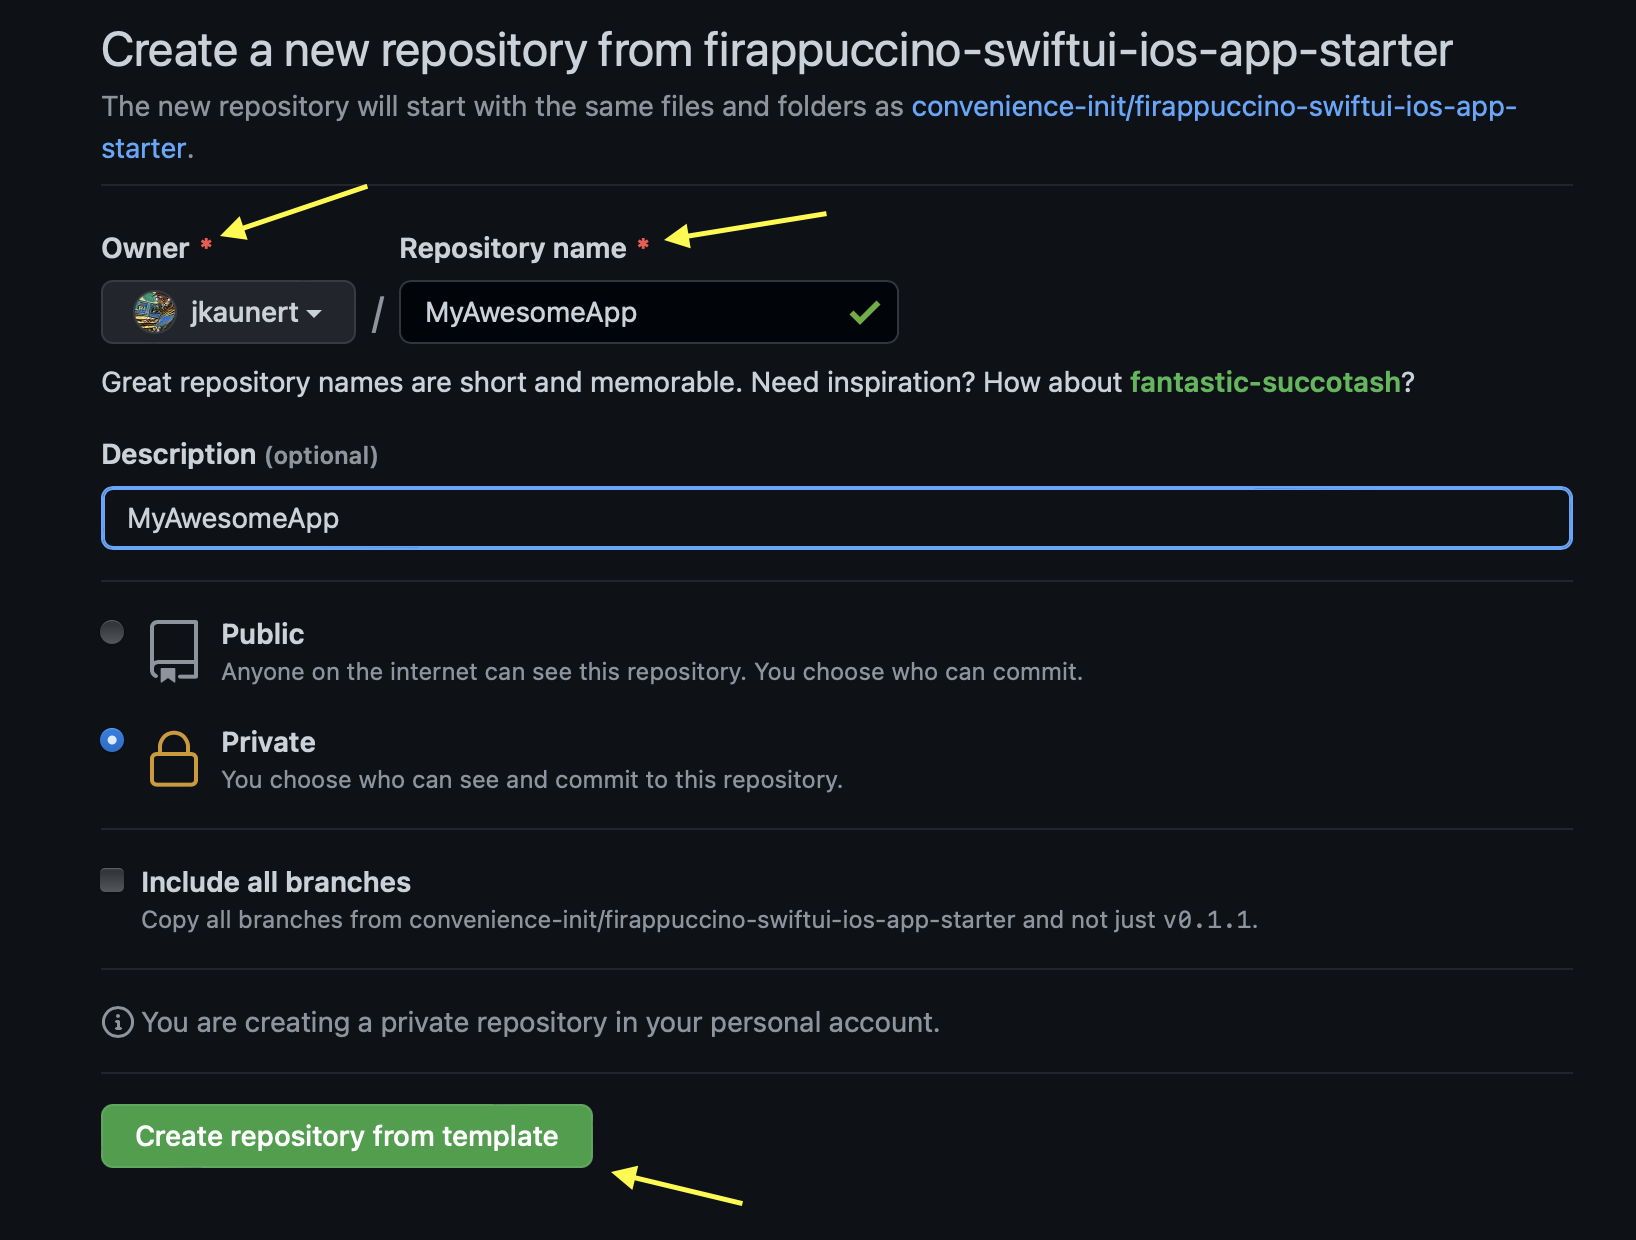 Create a new repository from firappuccino-swiftui-ios-app-starter
The new repository will start with the same files and folders as convenience-init/firappuccino-swiftui-ios-app-
starter.
Owner * Repository name *
jkaunert / MyAwesomeApp
Great repository names are short and memorable. Need inspiration? How about fantastic-succotash?
Description (optional)
MyAwesomeApp
Public
Anyone on the internet can see this repository. You choose who can commit.
Private
You choose who can see and commit to this repository.
Include all branches
Copy all branches from convenience-init/firappuccino-swiftui-ios-app-starter and not just v0.1.1.
You are creating a private repository in your personal account.
Create repository from template